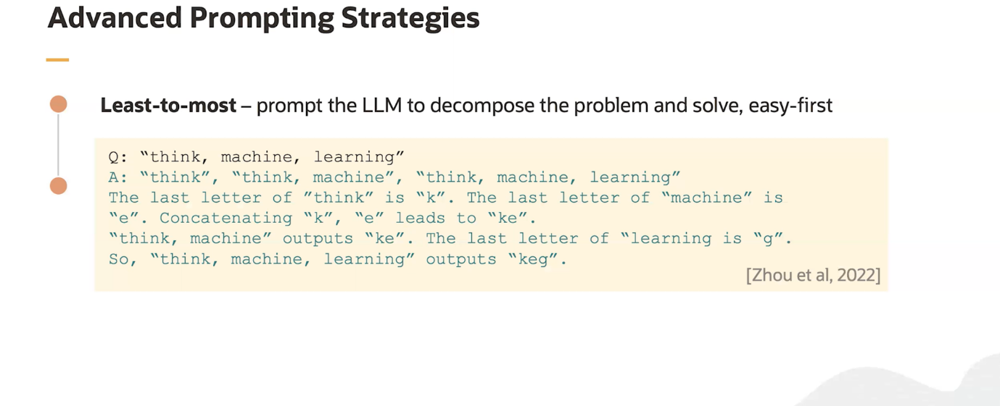 Advanced Prompting Strategies
Least-to-most – prompt the LLM to decompose the problem and solve, easy-first
Q: “think, machine, learning”
A: “think”, “think, machine”, “think, machine, learning”
The last letter of ”think” is “k”. The last letter of “machine” is
“e”. Concatenating “k”, “e” leads to “ke”.
“think, machine” outputs “ke”. The last letter of “learning is “g”.
So, “think, machine, learning” outputs “keg”.
[Zhou et al, 2022]